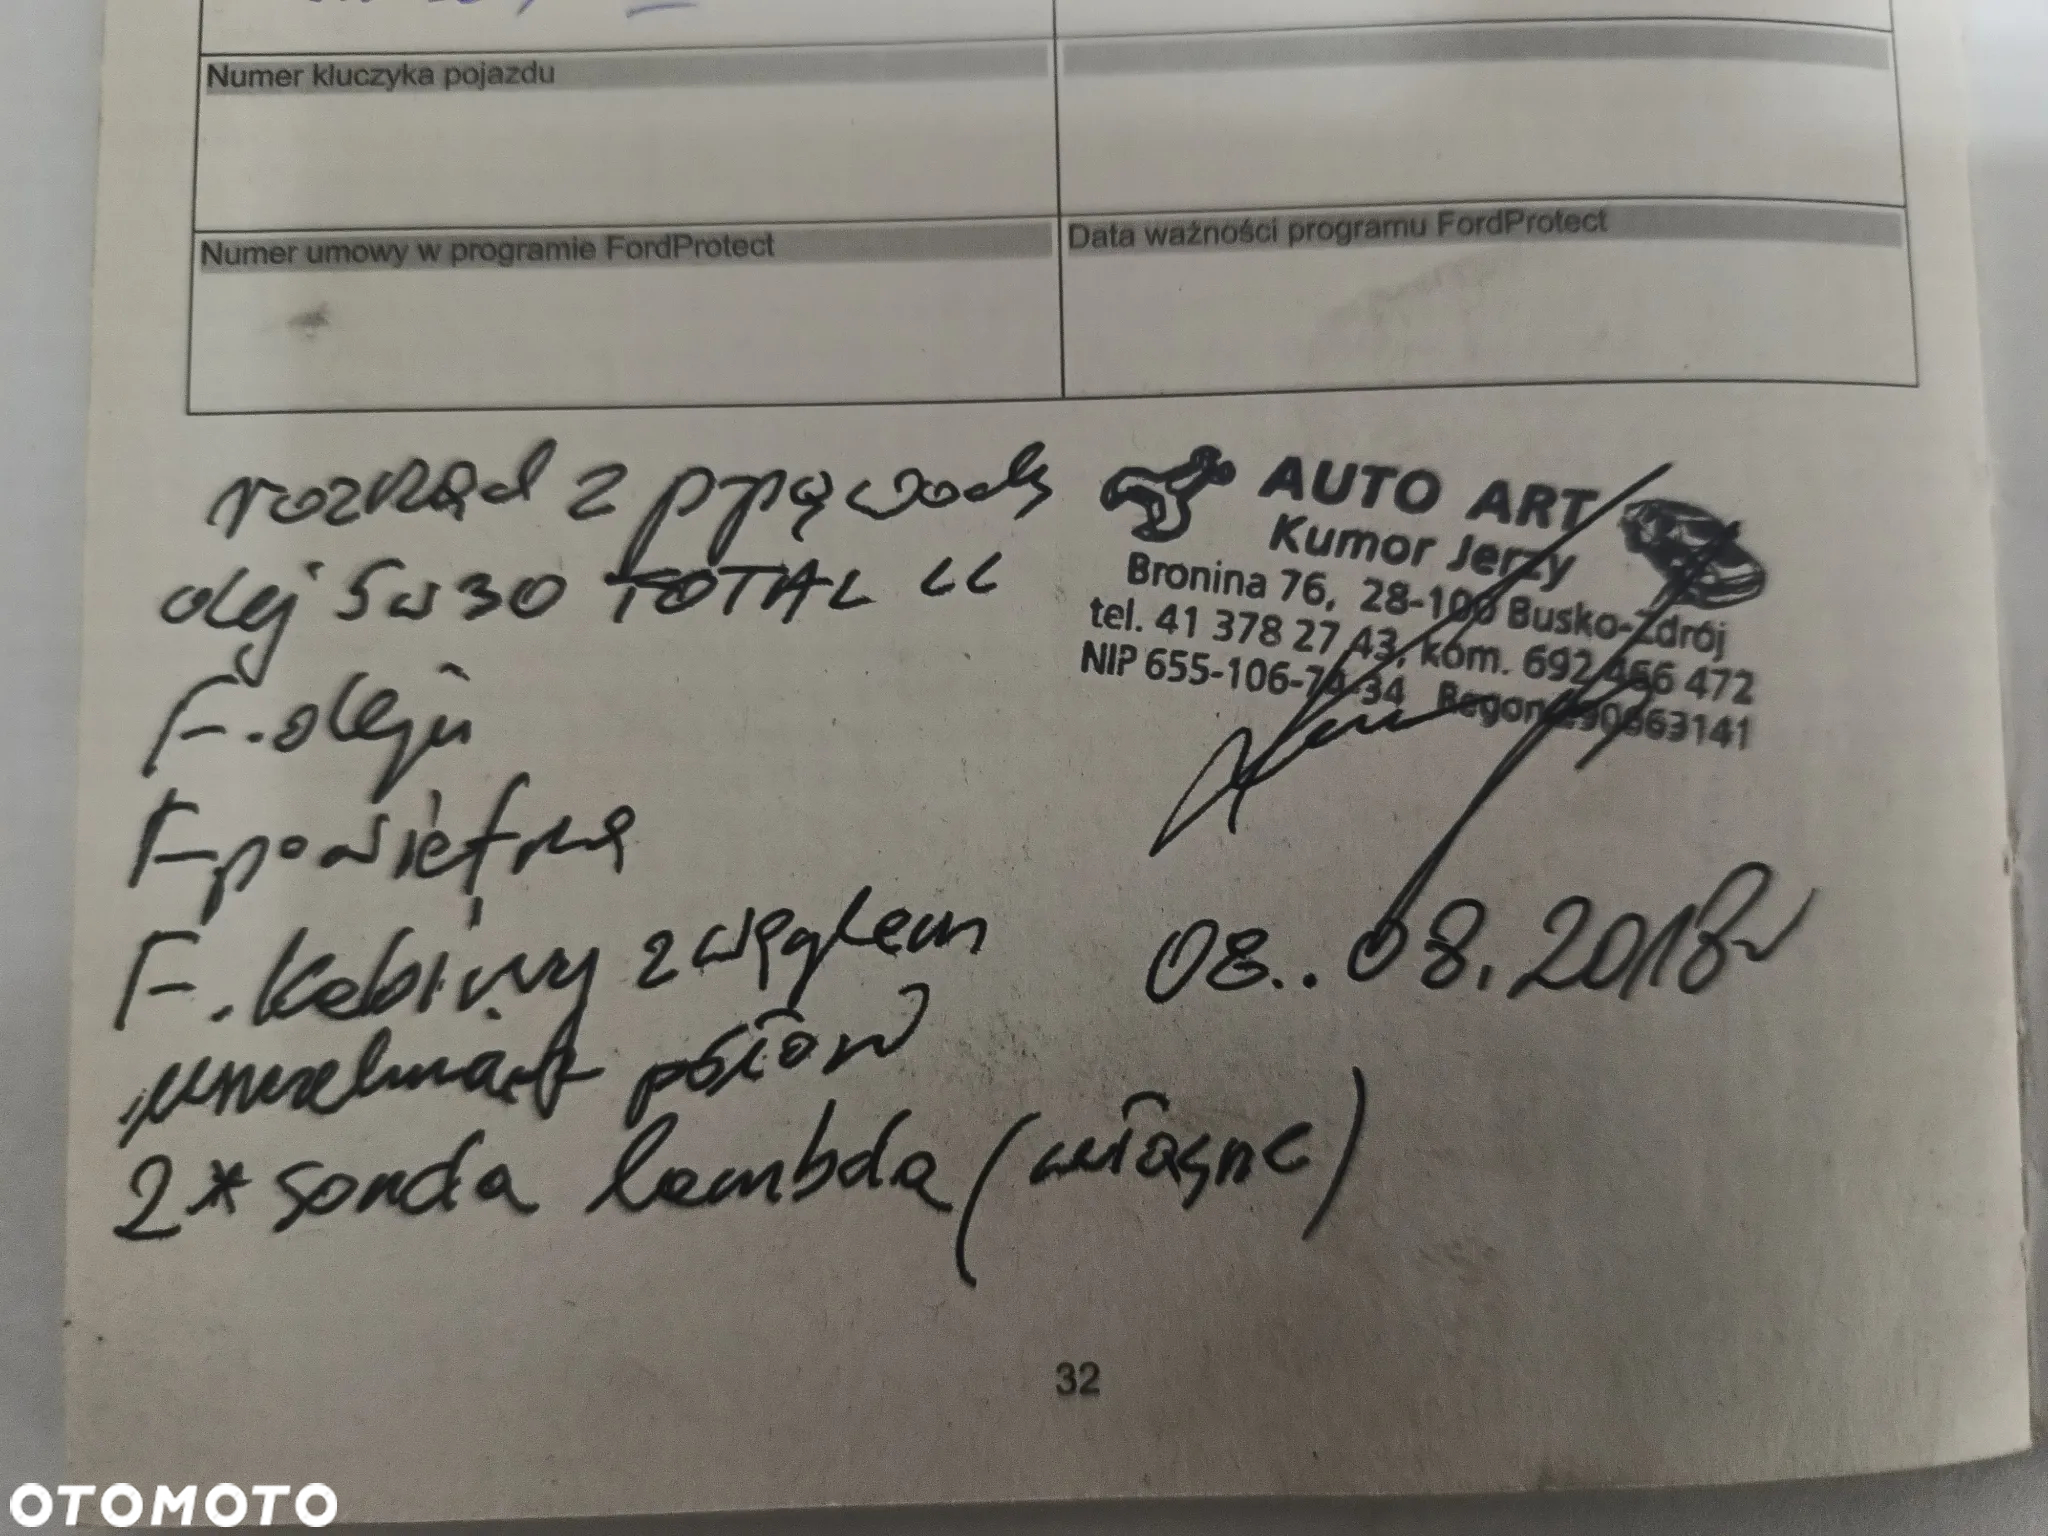 Numer kluczyka pojazdu
Numer umowy w programie FordProtect
Data ważności programu FordProtect
rozrząd z pompą wody
olej 5w30 TOTAL LL
F. oleju
F. powietrza
F. Kabiny z węglem
2* sonda lambda (własne)
AUTO ART
Kumor Jerzy
Bronina 76, 28-100 Busko-Zdrój
tel. 41 378 27 43, kom. 692 466 472
NIP 655-106-74-34 Regon 290963141
08..08.2018r
32
OTOMOTO